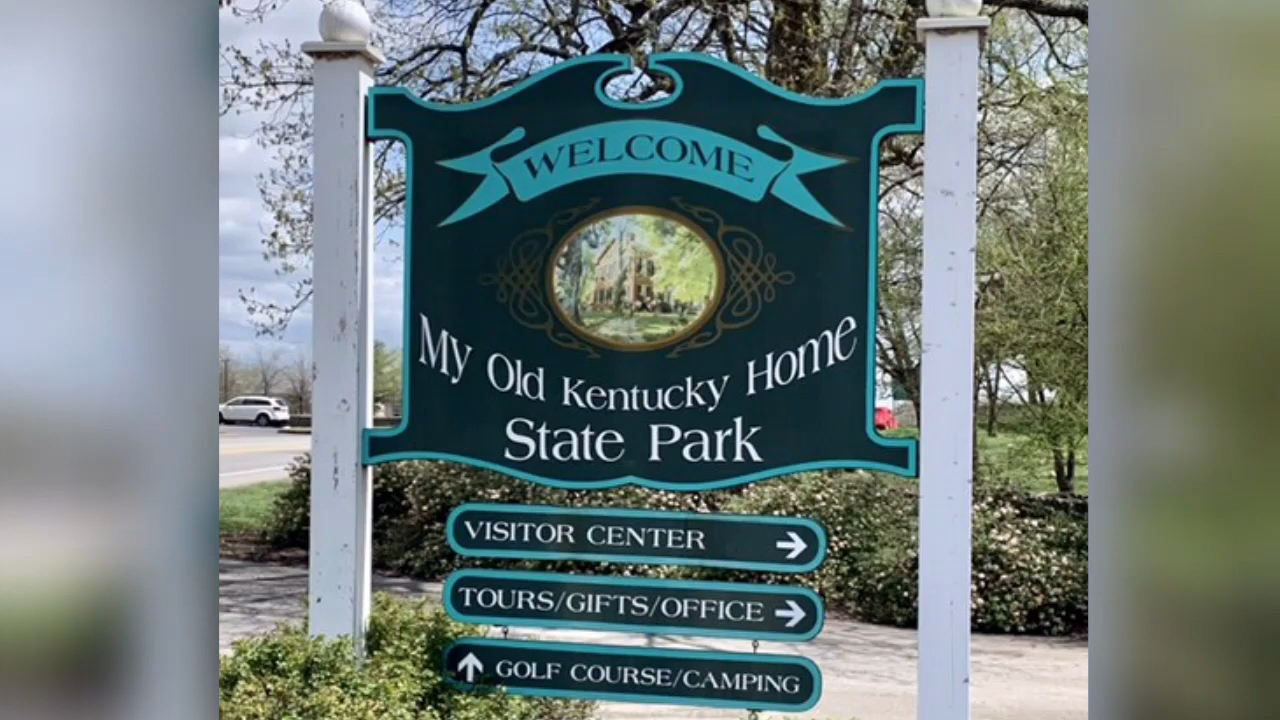 WELCOME
My Old Kentucky Home
State Park
VISITOR CENTER →
TOURS/GIFTS/OFFICE →
↑ GOLF COURSE/CAMPING